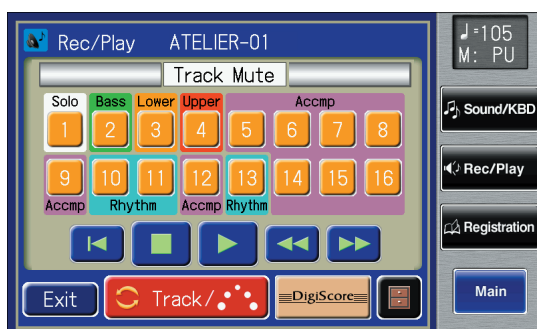 Rec/Play ATELIER-01
Track Mute
Solo Bass Lower Upper Accmp
1 2 3 4 5 6 7 8
9 10 11 12 13 14 15 16
Accmp Rhythm Accmp Rhythm
Exit Track/ DigiScore
♩=105
M: PU
Sound/KBD
Rec/Play
Registration
Main